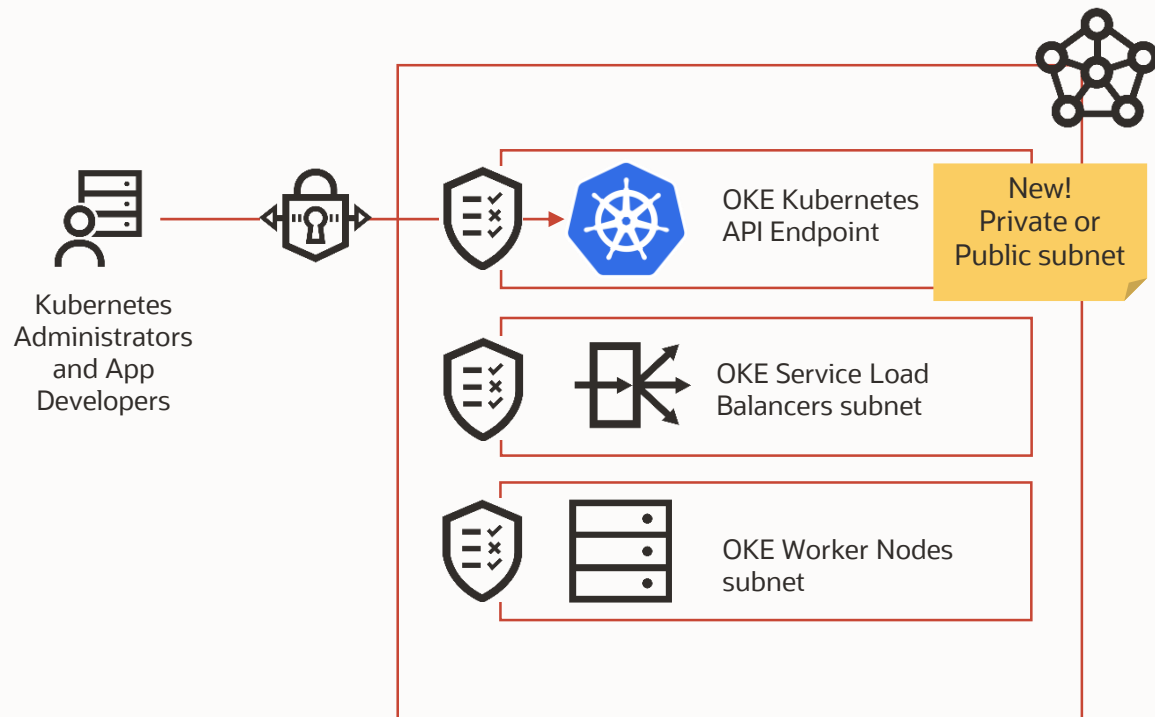 Kubernetes
Administrators
and App
Developers
OKE Kubernetes
API Endpoint
New!
Private or
Public subnet
OKE Service Load
Balancers subnet
OKE Worker Nodes
subnet